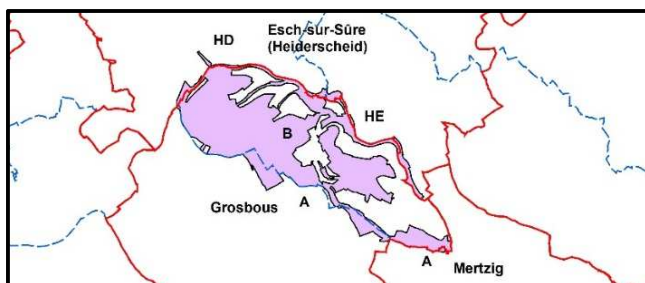 Esch-sur-Sûre
(Heiderscheid)
HD
HE
B
Grosbous
A
A
Mertzig